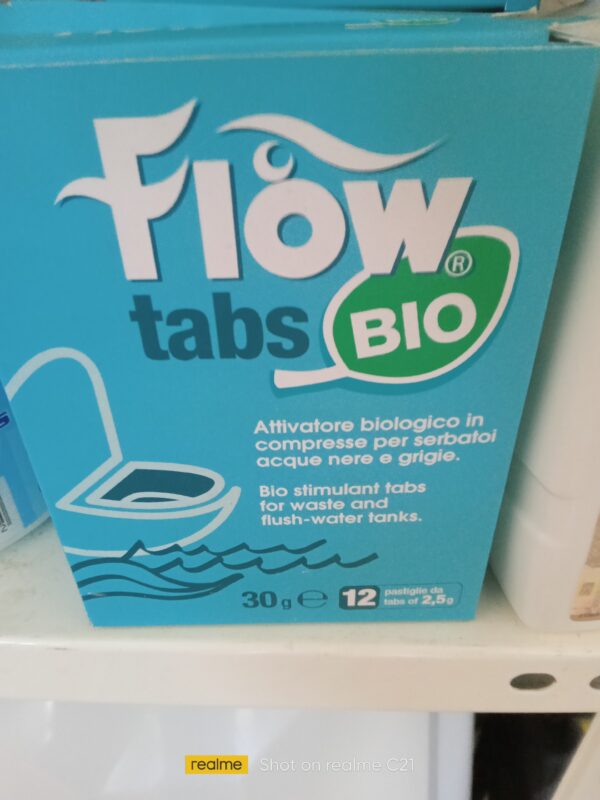 Flow®
tabs BIO
Attivatore biologico in
compresse per serbatoi
acque nere e grigie.
Bio stimulant tabs
for waste and
flush-water tanks.
30 g ℮ 12 pastiglie da
tabs of 2,5g
realme Shot on realme C21